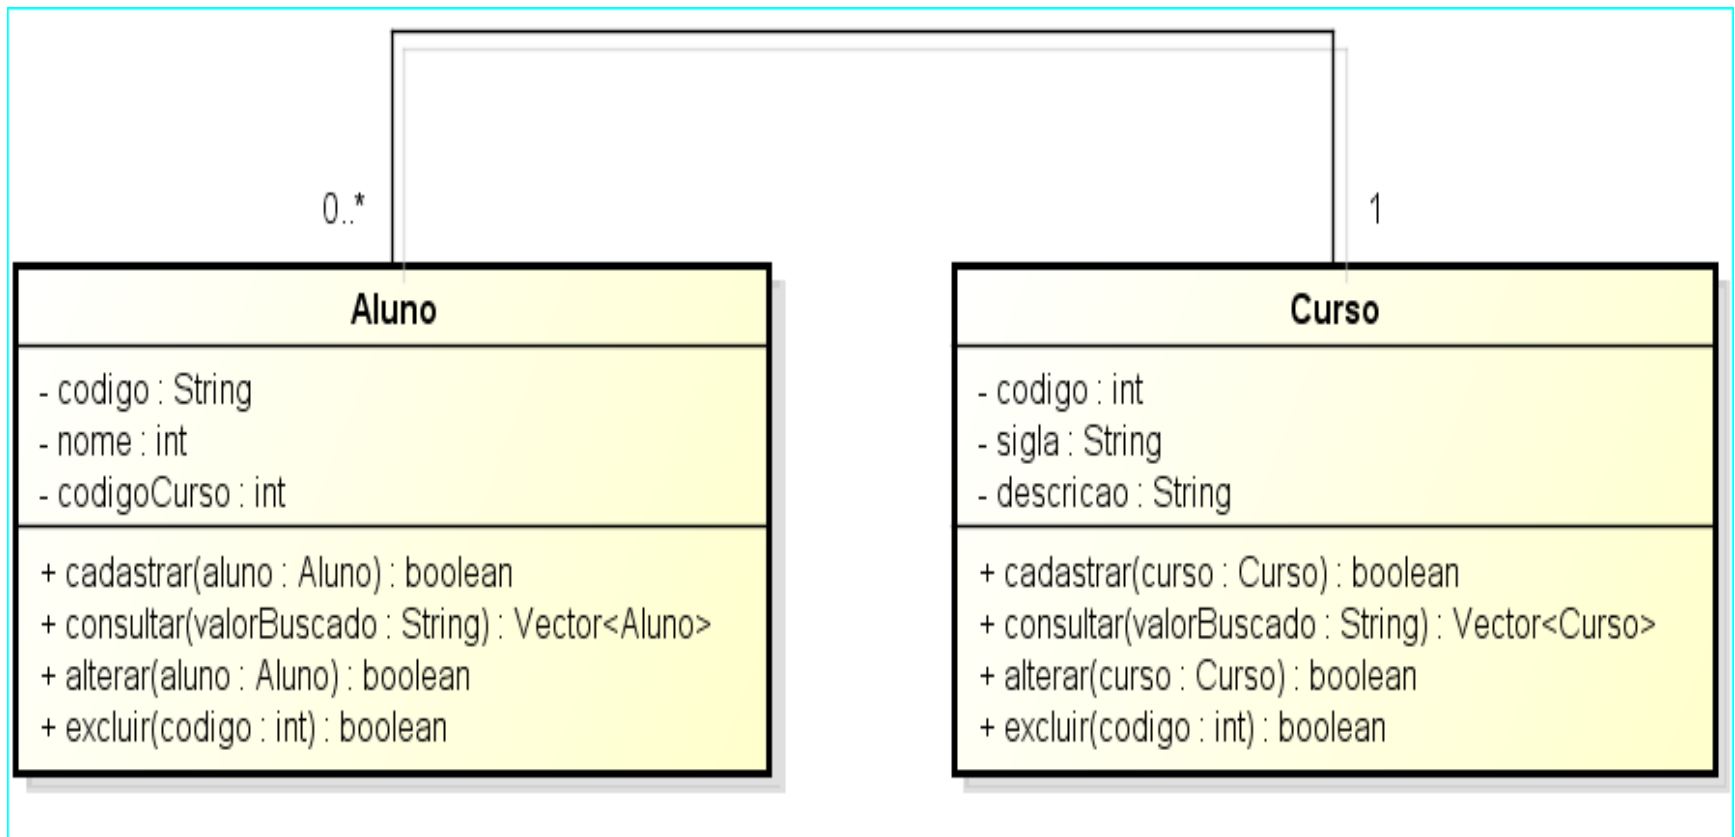 0..*
1
Aluno
- codigo : String
- nome : int
- codigoCurso : int
+ cadastrar(aluno : Aluno) : boolean
+ consultar(valorBuscado : String) : Vector<Aluno>
+ alterar(aluno : Aluno) : boolean
+ excluir(codigo : int) : boolean
Curso
- codigo : int
- sigla : String
- descricao : String
+ cadastrar(curso : Curso) : boolean
+ consultar(valorBuscado : String) : Vector<Curso>
+ alterar(curso : Curso) : boolean
+ excluir(codigo : int) : boolean